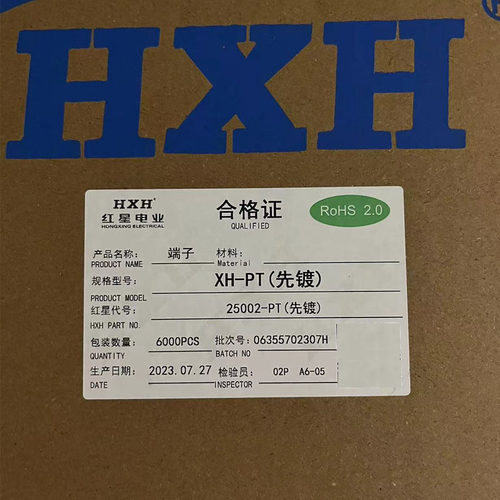 HXH
®
HXH®
红星电业
HONGXING ELECTRICAL
合格证
QUALIFIED
RoHS 2.0
产品名称: 端子 材料:
PRODUCT NAME Material
规格型号: XH-PT(先镀)
PRODUCT MODEL
红星代号: 25002-PT(先镀)
HXH PART NO.
包装数量: 6000PCS 批次号: 06355702307H
QUANTITY BATCH NO
生产日期: 2023.07.27 检验员: 02P A6-05
DATE INSPECTOR